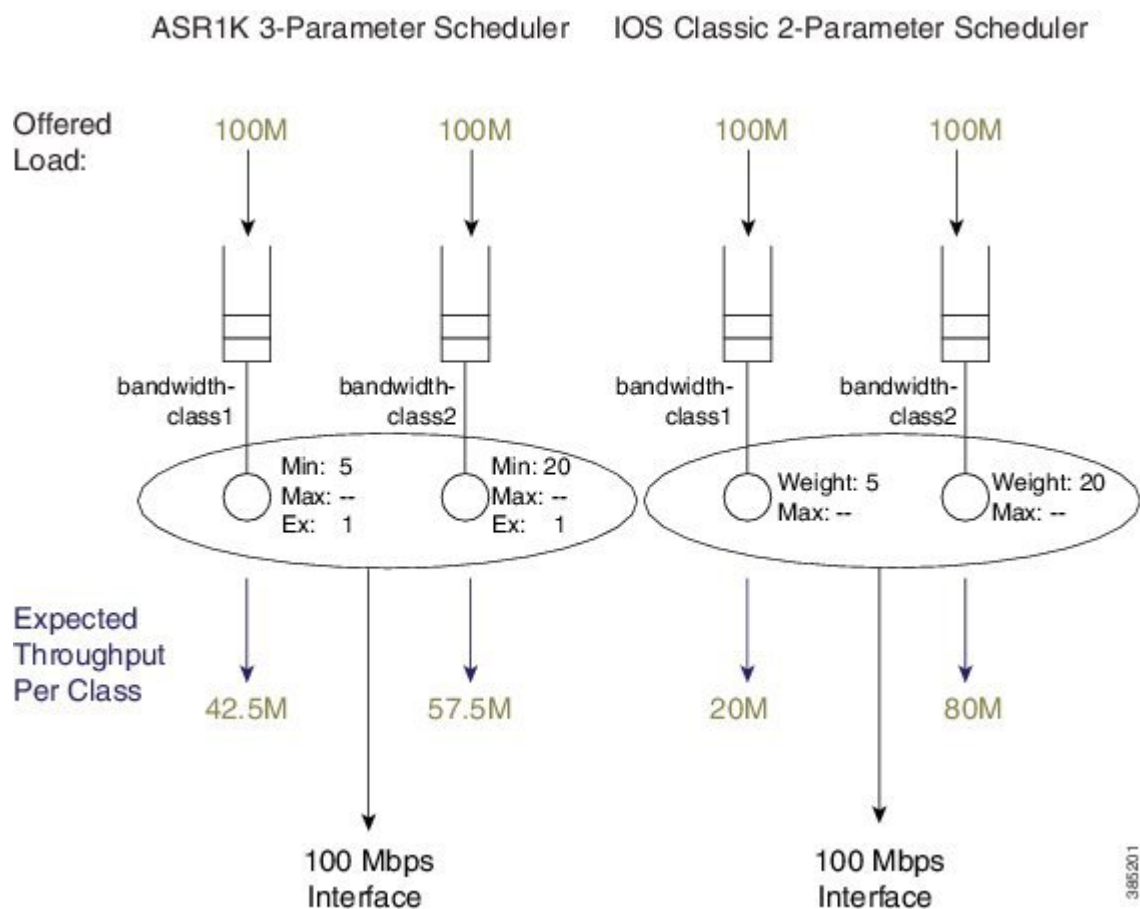 ASR1K 3-Parameter Scheduler
IOS Classic 2-Parameter Scheduler
Offered
Load:
100M
100M
100M
100M
bandwidth-
class1
bandwidth-
class2
bandwidth-
class1
bandwidth-
class2
Min: 5
Max: --
Ex: 1
Min: 20
Max: --
Ex: 1
Weight: 5
Max: --
Weight: 20
Max: --
Expected
Throughput
Per Class
42.5M
57.5M
20M
80M
100 Mbps
Interface
100 Mbps
Interface
385201